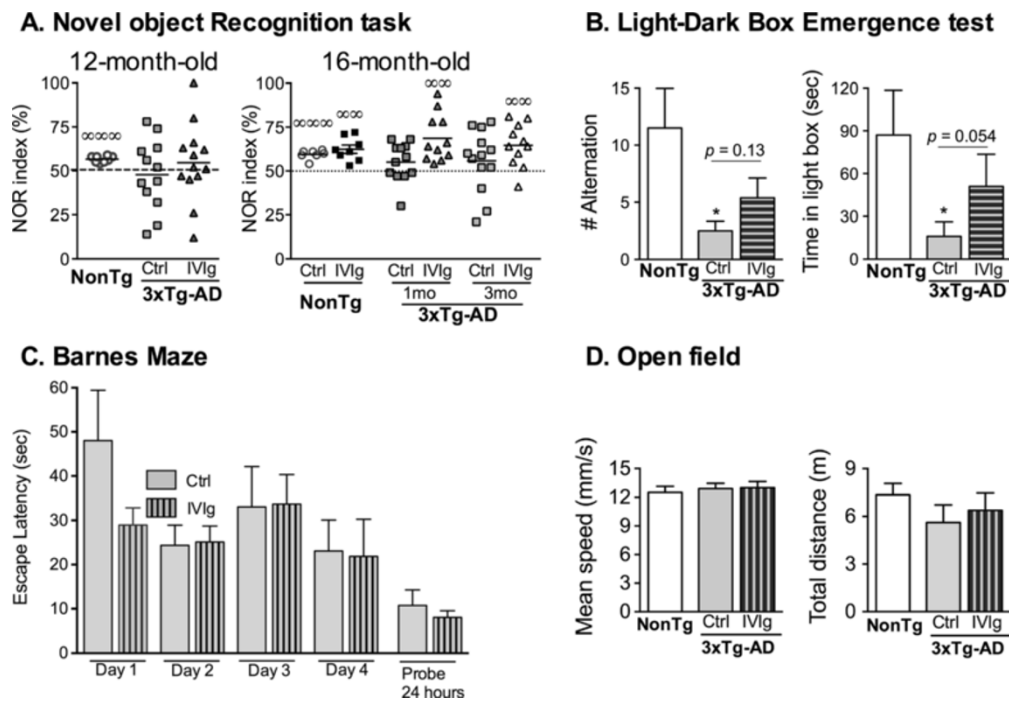 A. Novel object Recognition task
12-month-old
16-month-old
NOR index (%)
100
75
50
25
0
∞∞∞
NonTg
Ctrl
IVIg
3xTg-AD
NOR index (%)
100
75
50
25
0
∞∞∞
∞∞
∞∞
∞∞
Ctrl
IVIg
Ctrl
IVIg
Ctrl
IVIg
NonTg
1mo
3mo
3xTg-AD
B. Light-Dark Box Emergence test
# Alternation
15
10
5
0
p = 0.13
*
NonTg
Ctrl
IVIg
3xTg-AD
Time in light box (sec)
120
90
60
30
0
p = 0.054
*
NonTg
Ctrl
IVIg
3xTg-AD
C. Barnes Maze
Escape Latency (sec)
60
50
40
30
20
10
0
Ctrl
IVIg
Day 1
Day 2
Day 3
Day 4
Probe
24 hours
D. Open field
Mean speed (mm/s)
15
12
9
6
3
0
NonTg
Ctrl
IVIg
3xTg-AD
Total distance (m)
9
6
3
0
NonTg
Ctrl
IVIg
3xTg-AD